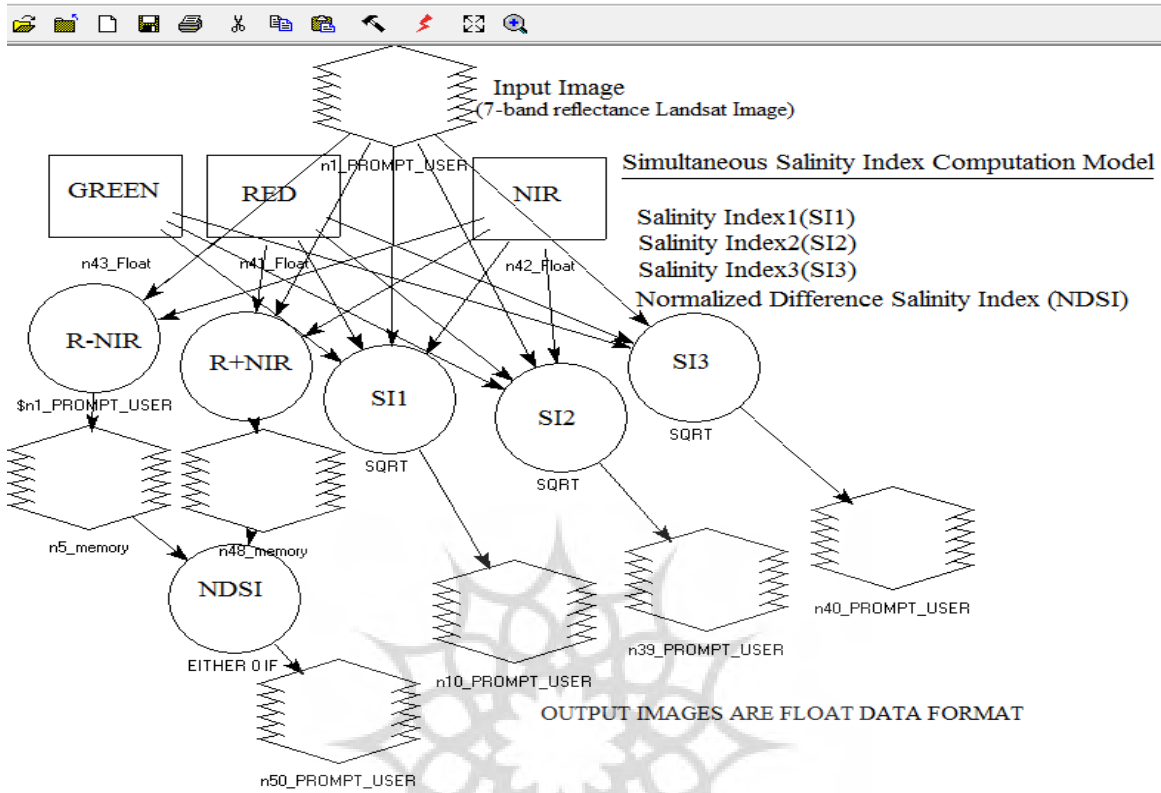 Input Image
(7-band reflectance Landsat Image)
n1_PROMPT_USER
GREEN
RED
NIR
Simultaneous Salinity Index Computation Model
Salinity Index1(SI1)
Salinity Index2(SI2)
Salinity Index3(SI3)
Normalized Difference Salinity Index (NDSI)
n43_Float
n41_Float
n42_Float
R-NIR
R+NIR
SI1
SI2
SI3
$n1_PROMPT_USER
SQRT
SQRT
SQRT
n5_memory
n48_memory
NDSI
EITHER 0 IF
n10_PROMPT_USER
n39_PROMPT_USER
n40_PROMPT_USER
OUTPUT IMAGES ARE FLOAT DATA FORMAT
n50_PROMPT_USER